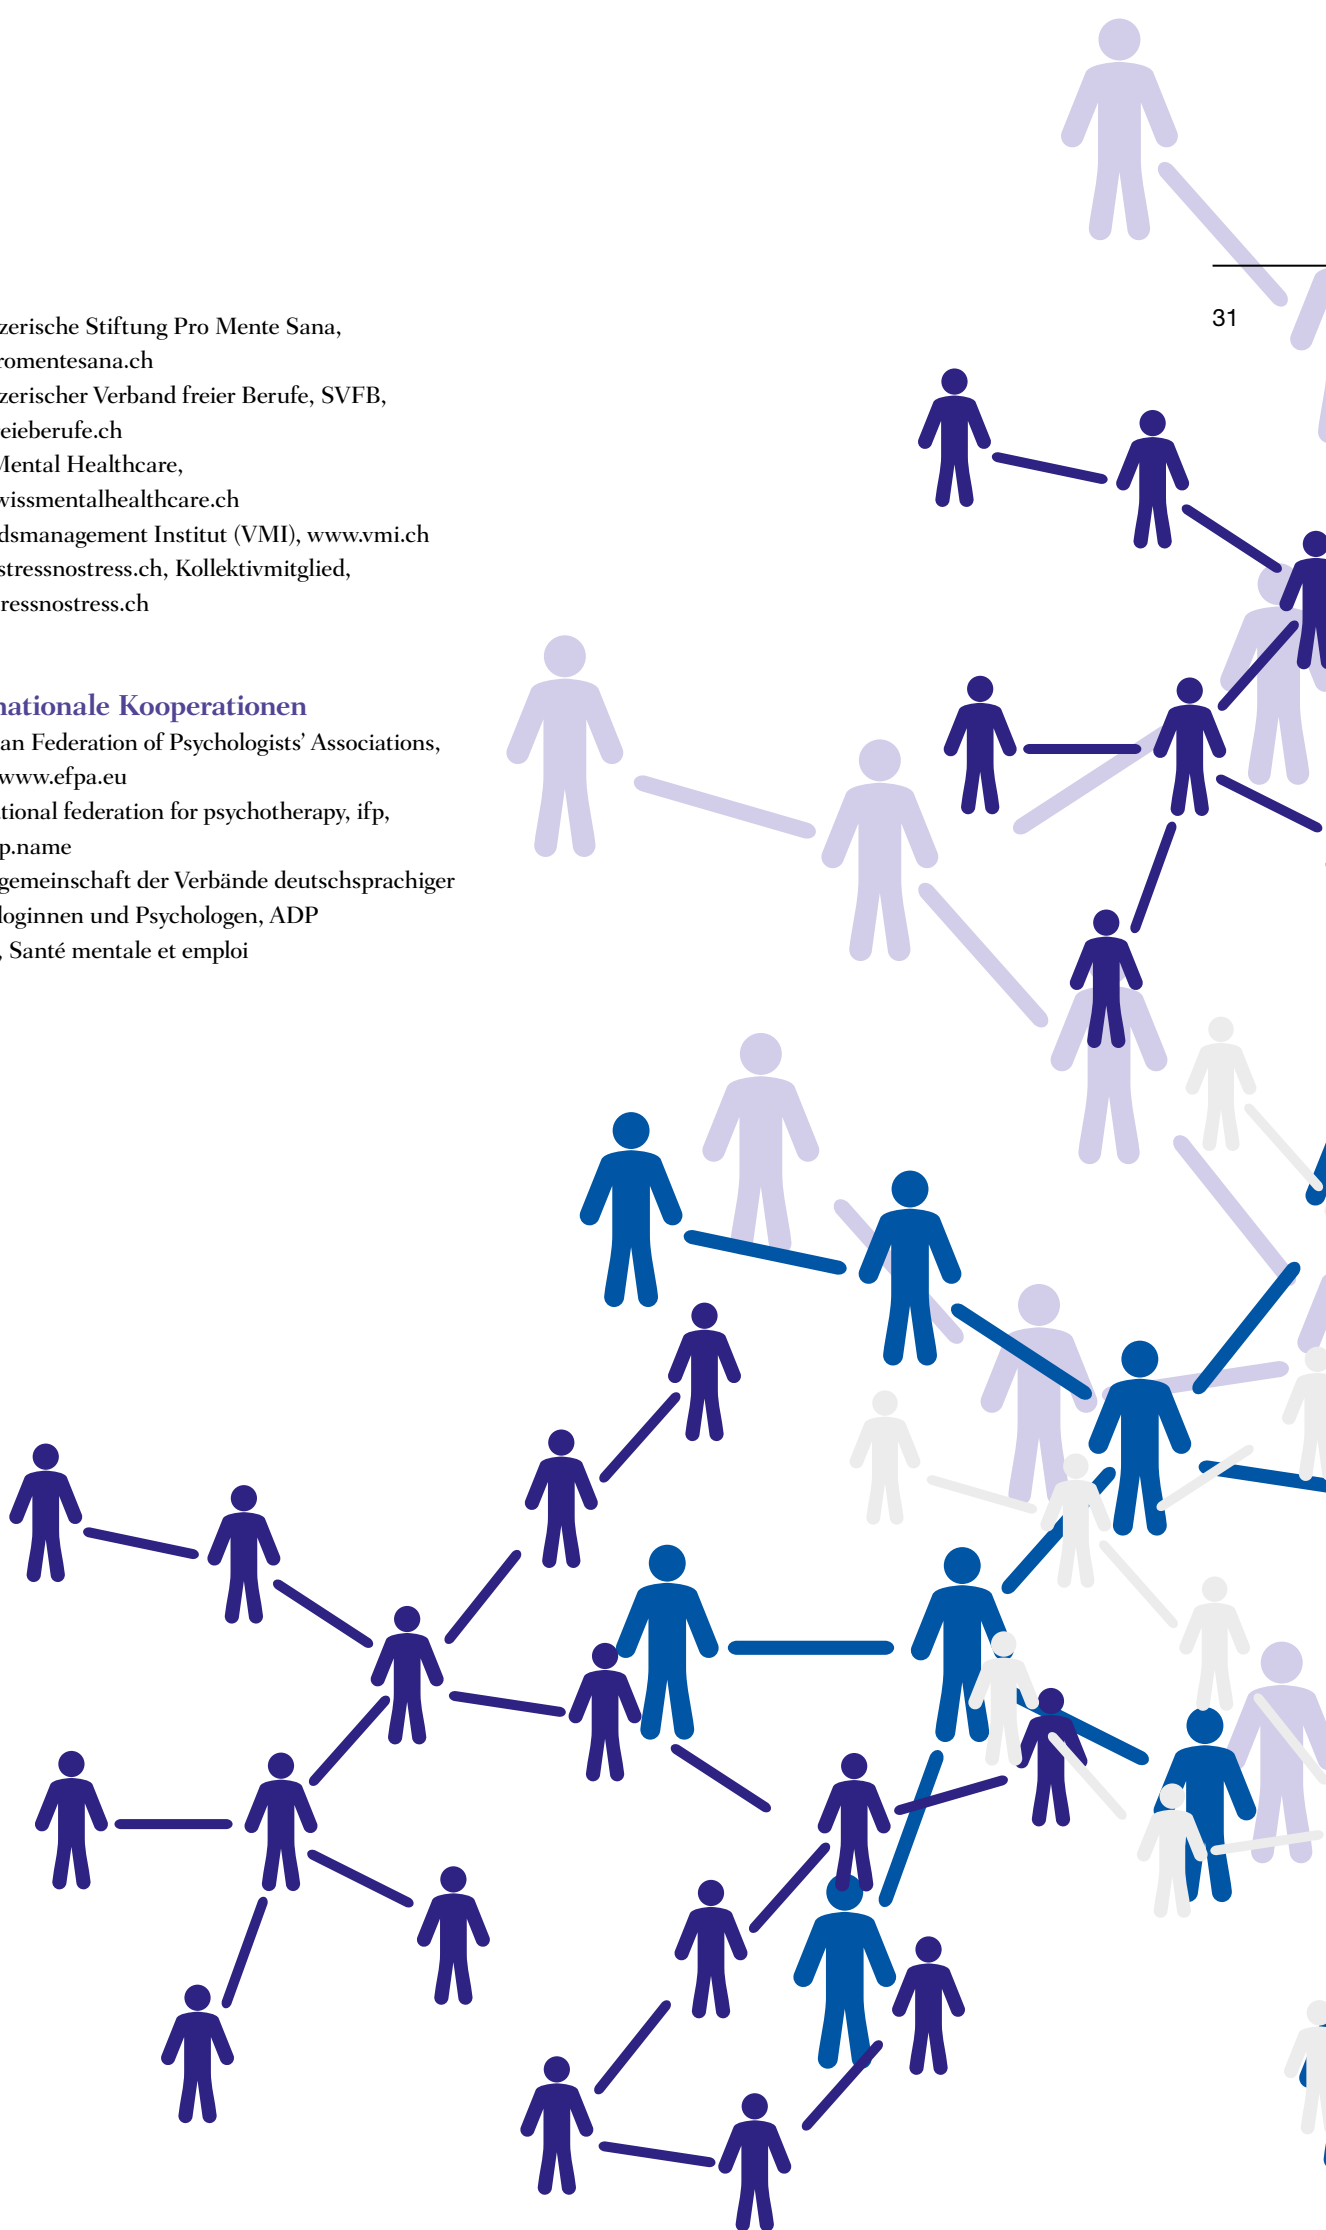 zerische Stiftung Pro Mente Sana,
romentesana.ch
zerischer Verband freier Berufe, SVFB,
eieberufe.ch
Mental Healthcare,
wissmentalhealthcare.ch
dsmanagement Institut (VMI), www.vmi.ch
stressnostress.ch, Kollektivmitglied,
ressnostress.ch
31
nationale Kooperationen
an Federation of Psychologists’ Associations,
www.efpa.eu
tional federation for psychotherapy, ifp,
p.name
gemeinschaft der Verbände deutschsprachiger
loginnen und Psychologen, ADP
, Santé mentale et emploi